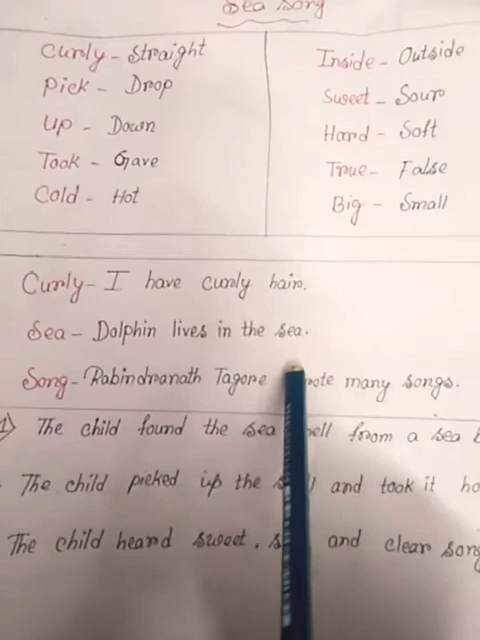 Sea Song
Curly - Straight
Pick - Drop
Up - Down
Took - Gave
Cold - Hot
Inside - Outside
Sweet - Sour
Hard - Soft
True - False
Big - Small
Curly - I have curly hair.
Sea - Dolphin lives in the sea.
Song - Rabindranath Tagore many songs.
1) The child found the sea from a sea
The child picked up the and took it
The child heard sweet, and clear song